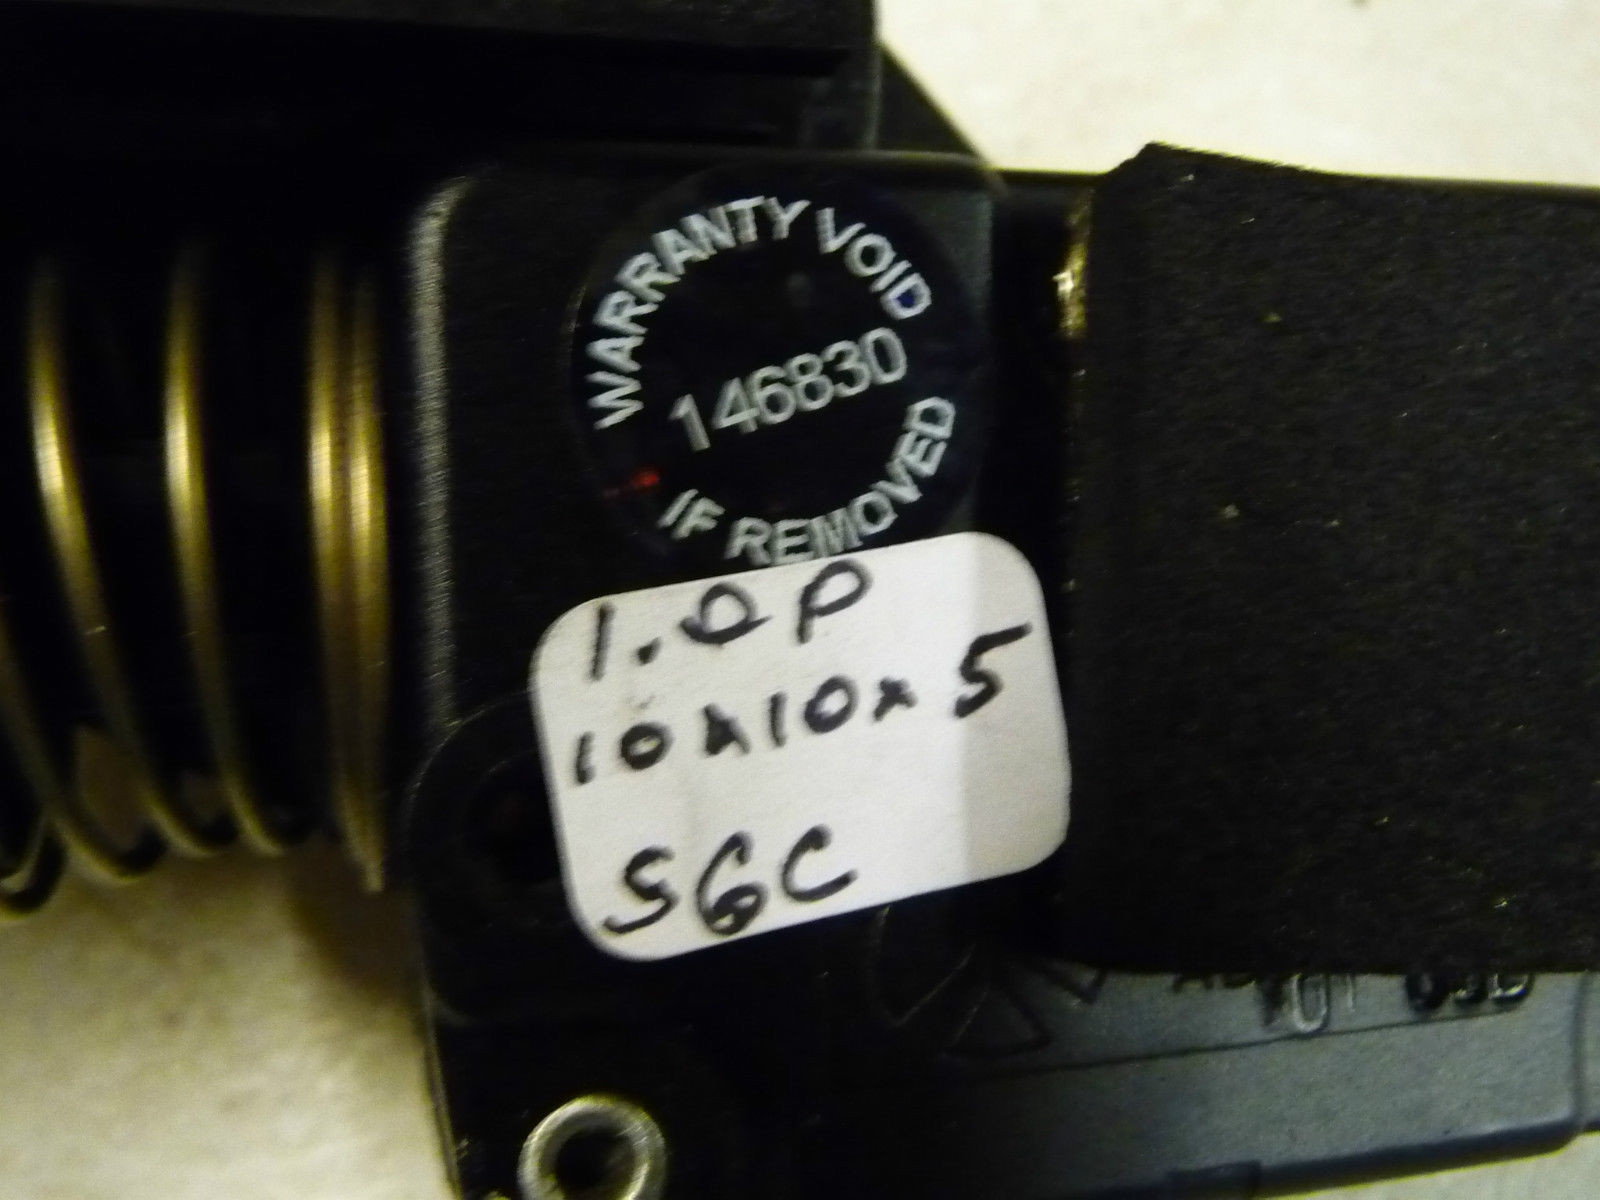 WARRANTY VOID
146830
IF REMOVED
1.0P
10x10x5
SGC